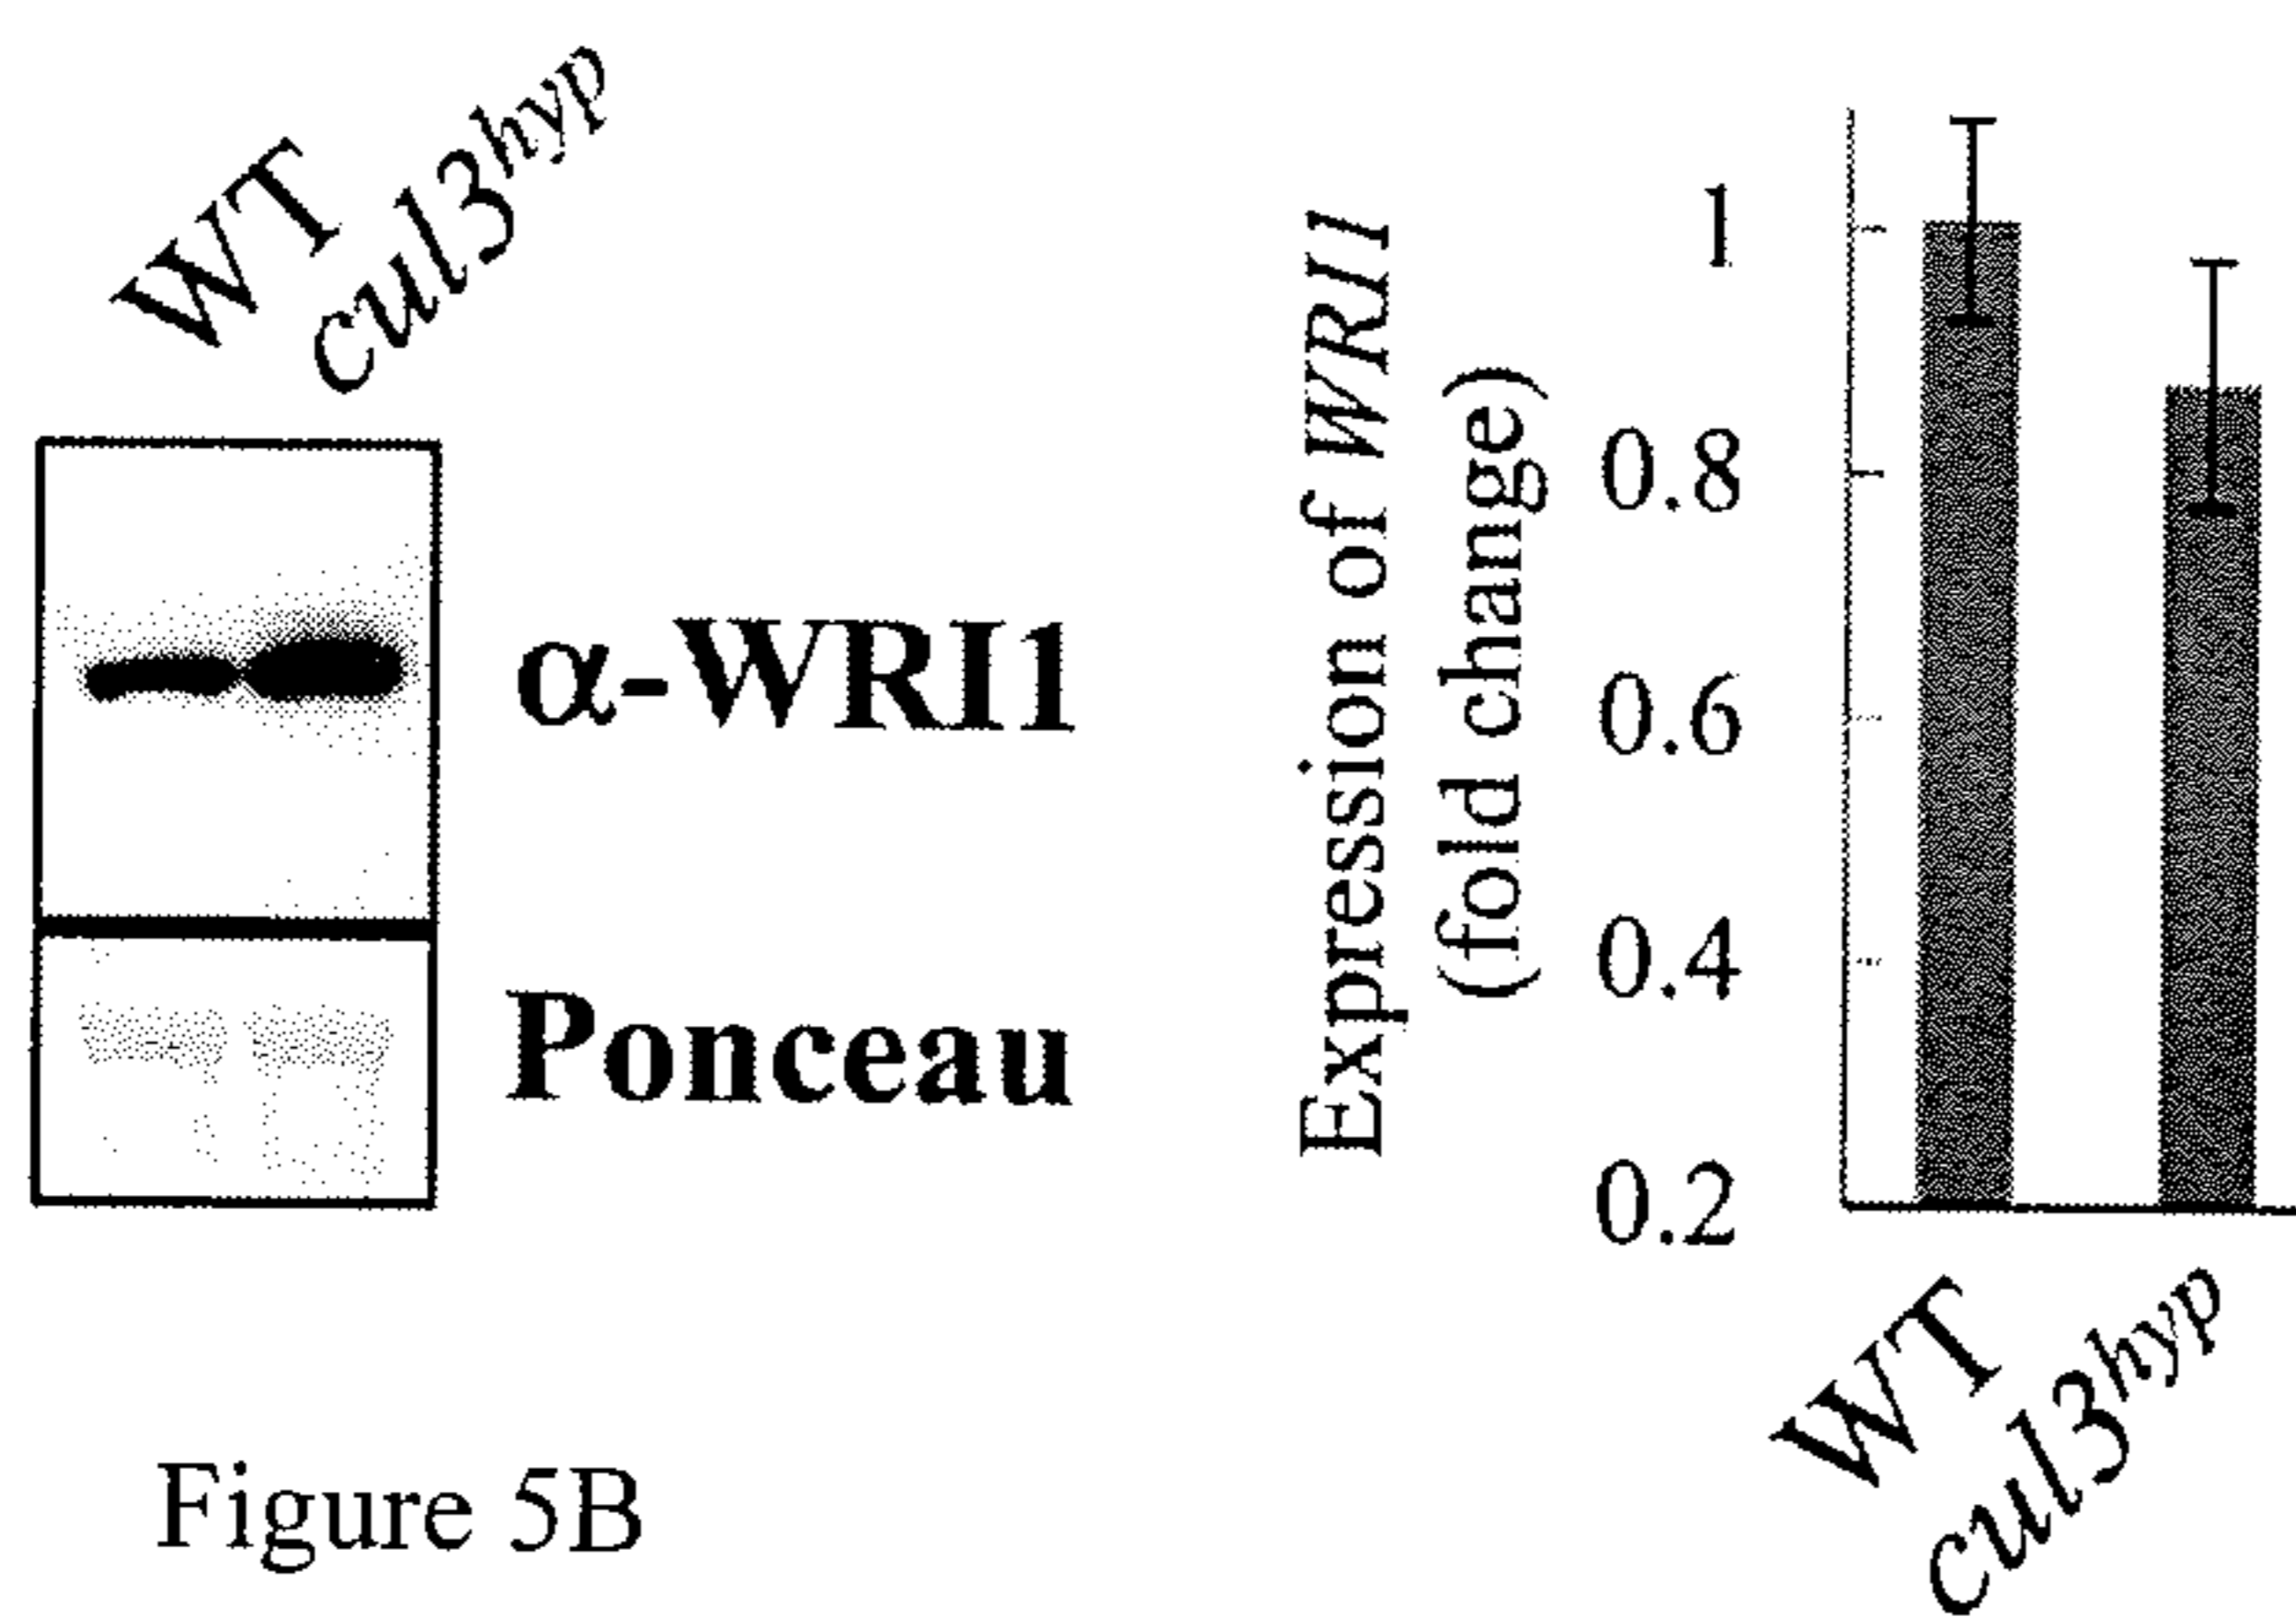 WT
cul3hyp
α-WRI1
Ponceau
Figure 5B
Expression of WRI1
(fold change)
1
0.8
0.6
0.4
0.2
WT
cul3hyp